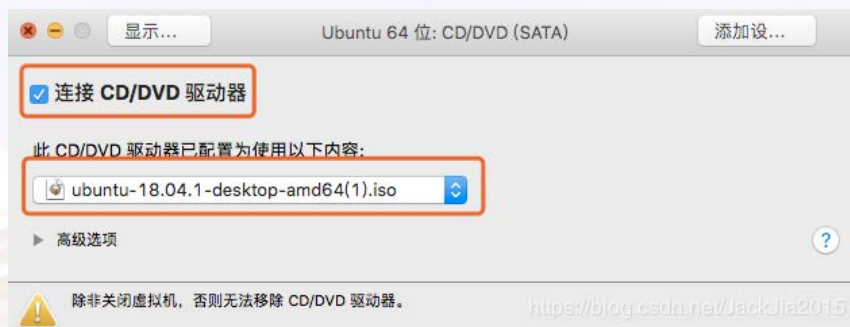 显示...
Ubuntu 64 位: CD/DVD (SATA)
添加设...
连接 CD/DVD 驱动器
此 CD/DVD 驱动器已配置为使用以下内容:
ubuntu-18.04.1-desktop-amd64(1).iso
高级选项
?
除非关闭虚拟机，否则无法移除 CD/DVD 驱动器。
https://blog.csdn.net/JackJia2015